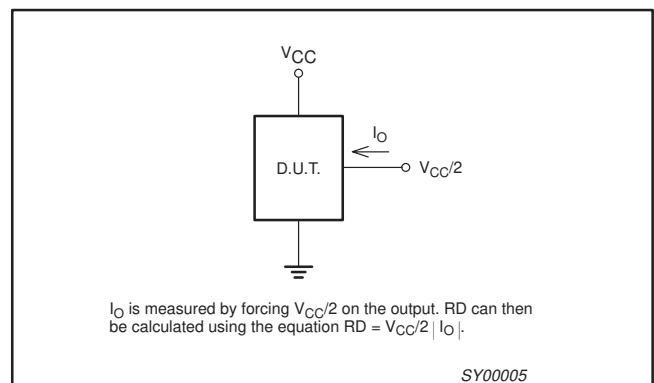 VCC
IO
D.U.T.
VCC/2
IO is measured by forcing VCC/2 on the output. RD can then
be calculated using the equation RD = VCC/2 | IO |.
SY00005